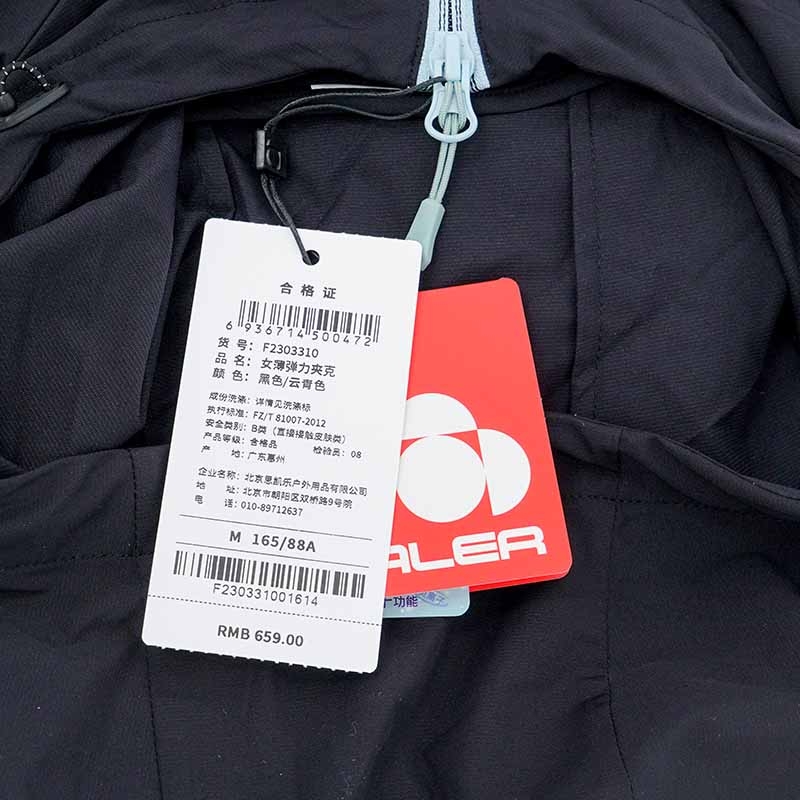 合格证
6 936714 500472
货 号: F2303310
品 名: 女薄弹力夹克
颜 色: 黑色/云青色
成份洗涤: 详情见洗涤标
执行标准: FZ/T 81007-2012
安全类别: B类 (直接接触皮肤类)
产品等级: 合格品 检验员: 08
产 地: 广东惠州
企业名称: 北京思凯乐户外用品有限公司
地 址: 北京市朝阳区双桥路9号院
电 话: 010-89712637
M 165/88A
F230331001614
RMB 659.00
ALER
功能